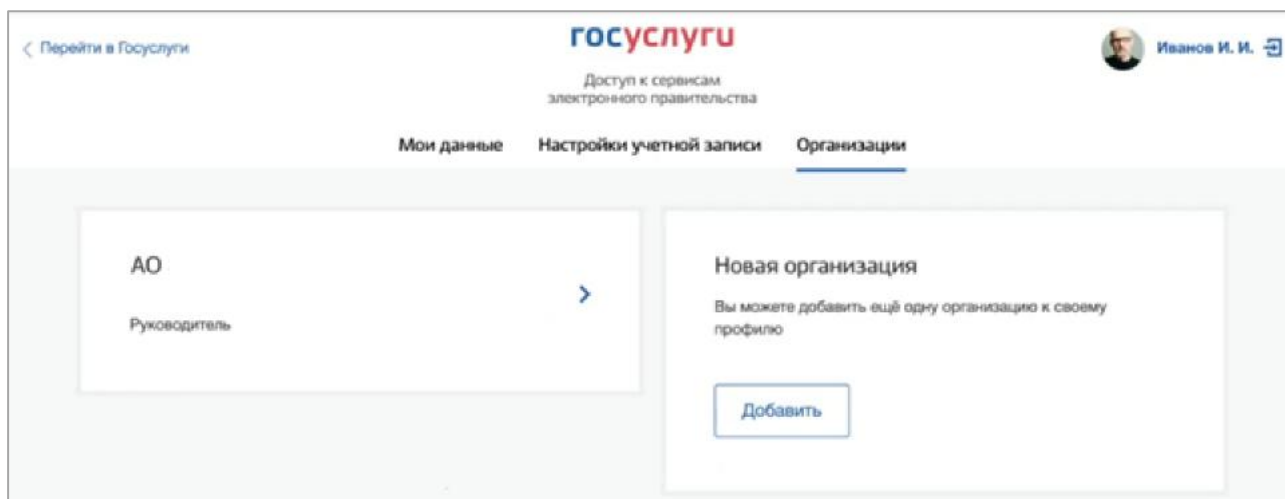 Перейти в Госуслуги
госуслуги
Иванов И. И.
Доступ к сервисам
электронного правительства
Мои данные Настройки учетной записи Организации
АО
Руководитель
Новая организация
Вы можете добавить ещё одну организацию к своему
профилю
Добавить